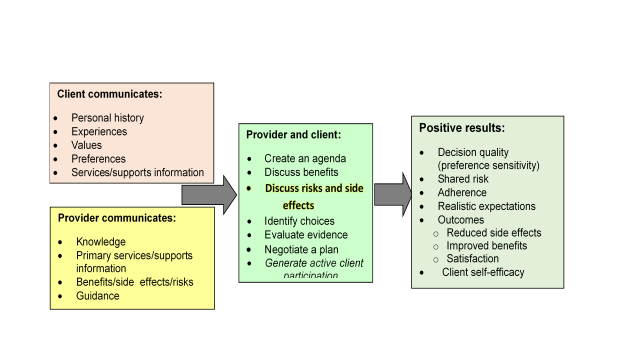 Client communicates:
• Personal history
• Experiences
• Values
• Preferences
• Services/supports information
Provider communicates:
• Knowledge
• Primary services/supports
information
• Benefits/side effects/risks
• Guidance
Provider and client:
• Create an agenda
• Discuss benefits
• Discuss risks and side
effects
• Identify choices
• Evaluate evidence
• Negotiate a plan
• Generate active client
participation
Positive results:
• Decision quality
(preference sensitivity)
• Shared risk
• Adherence
• Realistic expectations
• Outcomes
○ Reduced side effects
○ Improved benefits
○ Satisfaction
• Client self-efficacy